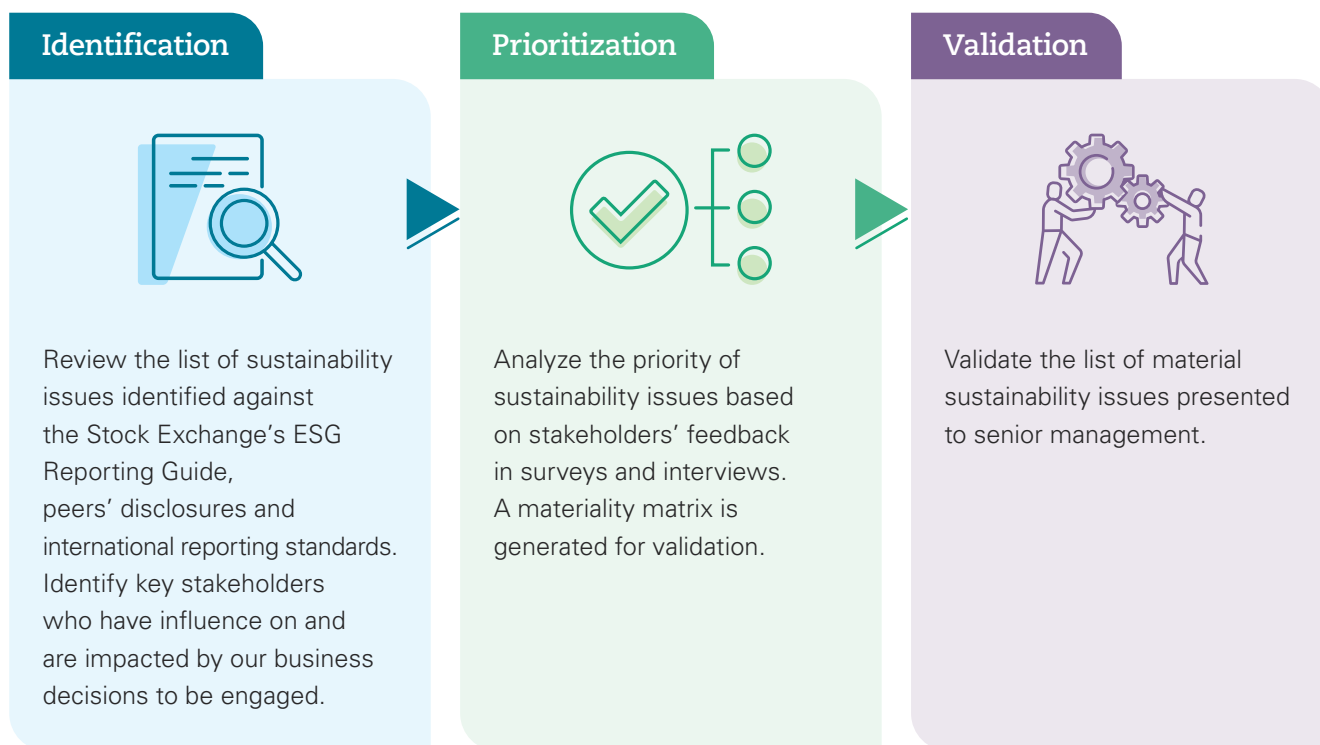 Identification
Review the list of sustainability
issues identified against
the Stock Exchange’s ESG
Reporting Guide,
peers’ disclosures and
international reporting standards.
Identify key stakeholders
who have influence on and
are impacted by our business
decisions to be engaged.
Prioritization
Analyze the priority of
sustainability issues based
on stakeholders’ feedback
in surveys and interviews.
A materiality matrix is
generated for validation.
Validation
Validate the list of material
sustainability issues presented
to senior management.